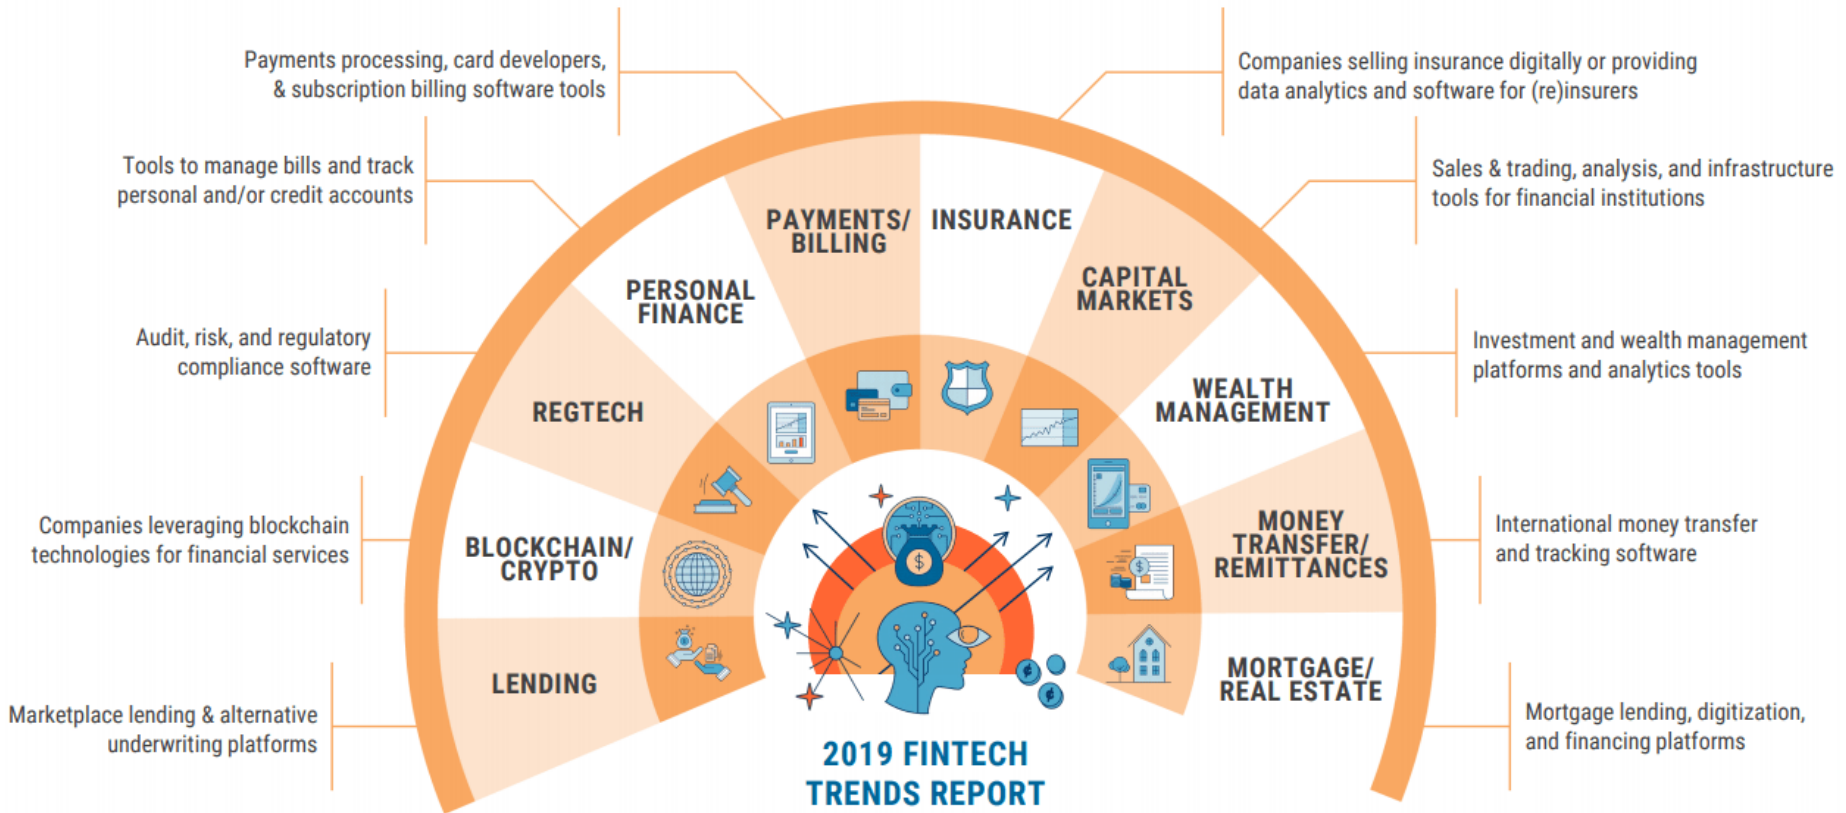 Payments processing, card developers,
& subscription billing software tools
Companies selling insurance digitally or providing
data analytics and software for (re)insurers
Tools to manage bills and track
personal and/or credit accounts
Sales & trading, analysis, and infrastructure
tools for financial institutions
Audit, risk, and regulatory
compliance software
Investment and wealth management
platforms and analytics tools
Companies leveraging blockchain
technologies for financial services
International money transfer
and tracking software
Marketplace lending & alternative
underwriting platforms
Mortgage lending, digitization,
and financing platforms
LENDING
BLOCKCHAIN/
CRYPTO
REGTECH
PERSONAL
FINANCE
PAYMENTS/
BILLING
INSURANCE
CAPITAL
MARKETS
WEALTH
MANAGEMENT
MONEY
TRANSFER/
REMITTANCES
MORTGAGE/
REAL ESTATE
2019 FINTECH
TRENDS REPORT